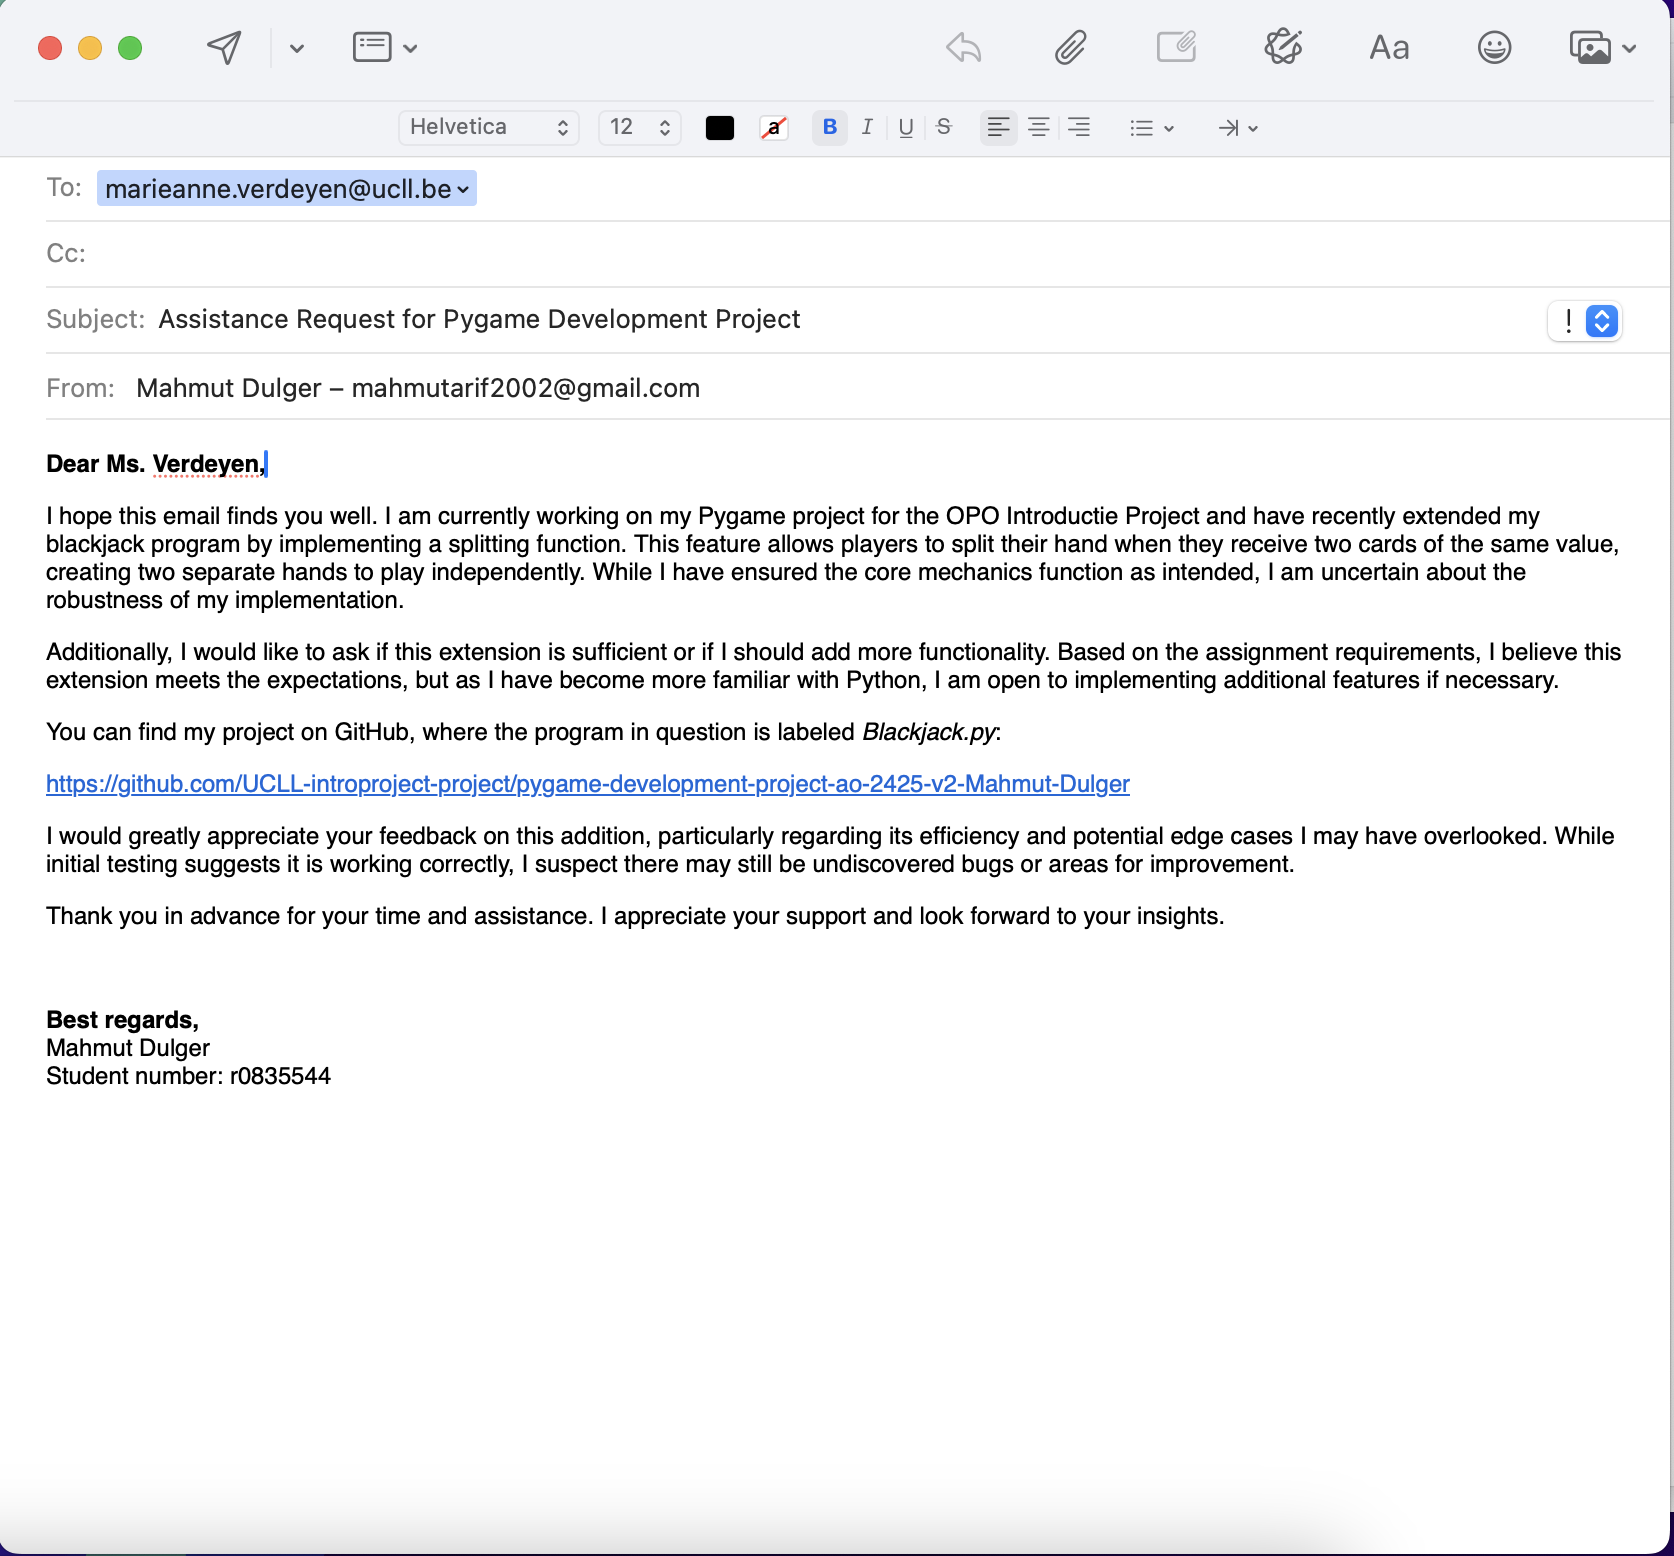 Helvetica 12 a B I U S
Aa
To: marieanne.verdeyen@ucll.be
Cc:
Subject: Assistance Request for Pygame Development Project !
From: Mahmut Dulger – mahmutarif2002@gmail.com
Dear Ms. Verdeyen,
I hope this email finds you well. I am currently working on my Pygame project for the OPO Introductie Project and have recently extended my
blackjack program by implementing a splitting function. This feature allows players to split their hand when they receive two cards of the same value,
creating two separate hands to play independently. While I have ensured the core mechanics function as intended, I am uncertain about the
robustness of my implementation.
Additionally, I would like to ask if this extension is sufficient or if I should add more functionality. Based on the assignment requirements, I believe this
extension meets the expectations, but as I have become more familiar with Python, I am open to implementing additional features if necessary.
You can find my project on GitHub, where the program in question is labeled Blackjack.py:
https://github.com/UCLL-introproject-project/pygame-development-project-ao-2425-v2-Mahmut-Dulger
I would greatly appreciate your feedback on this addition, particularly regarding its efficiency and potential edge cases I may have overlooked. While
initial testing suggests it is working correctly, I suspect there may still be undiscovered bugs or areas for improvement.
Thank you in advance for your time and assistance. I appreciate your support and look forward to your insights.
Best regards,
Mahmut Dulger
Student number: r0835544